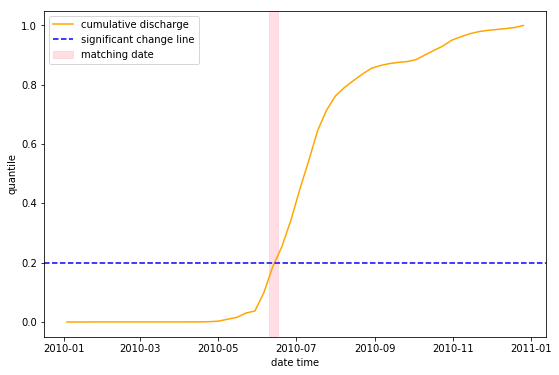 cumulative discharge
significant change line
matching date
1.0
0.8
0.6
0.4
0.2
0.0
quantile
2010-01 2010-03 2010-05 2010-07 2010-09 2010-11 2011-01
date time